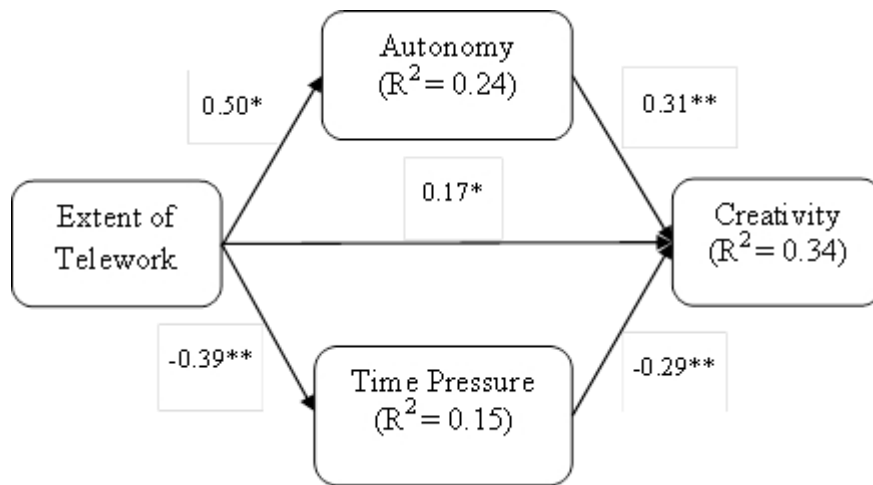 Autonomy
(R² = 0.24)
0.50*
0.31**
0.17*
Extent of
Telework
Creativity
(R² = 0.34)
-0.39**
-0.29**
Time Pressure
(R² = 0.15)